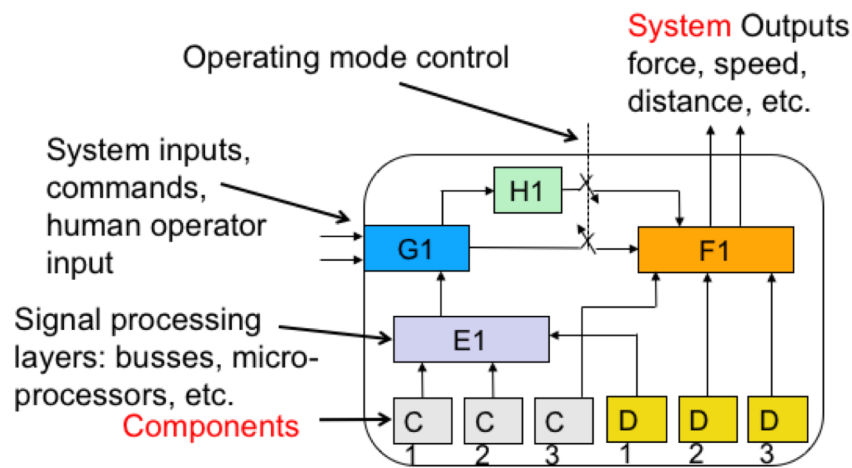 System Outputs
force, speed,
distance, etc.
Operating mode control
System inputs,
commands,
human operator
input
H1
G1
F1
Signal processing
layers: busses, micro-
processors, etc.
E1
Components
C
1
C
2
C
3
D
1
D
2
D
3